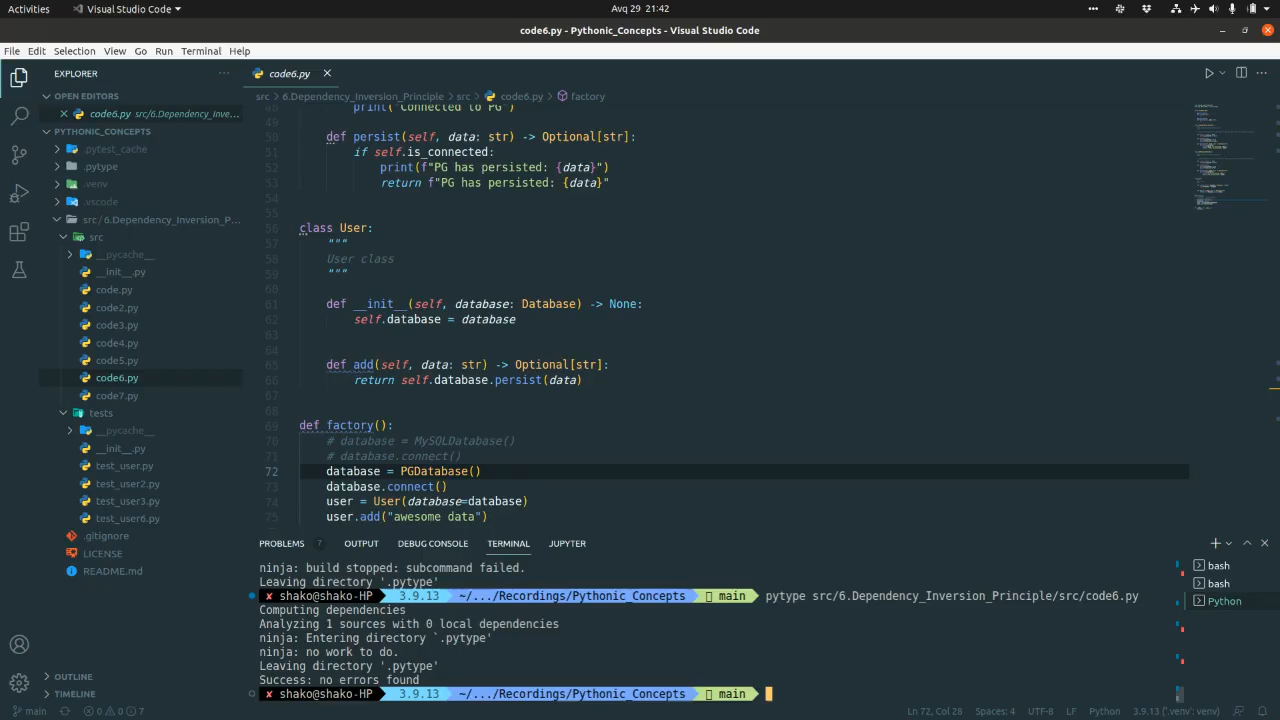 Activities
Visual Studio Code
Avq 29 21:42
code6.py - Pythonic_Concepts - Visual Studio Code
File Edit Selection View Go Run Terminal Help
EXPLORER
OPEN EDITORS
code6.py src/6.Dependency_Inve...
PYTHONIC_CONCEPTS
.pytest_cache
.pytype
.venv
.vscode
src/6.Dependency_Inversion_P...
src
__pycache__
__init__.py
code.py
code2.py
code3.py
code4.py
code5.py
code6.py
code7.py
tests
__pycache__
__init__.py
test_user.py
test_user2.py
test_user3.py
test_user6.py
.gitignore
LICENSE
README.md
OUTLINE
TIMELINE
code6.py
src > 6.Dependency_Inversion_Principle > src > code6.py > factory
48 print("Connected to PG")
49
50 def persist(self, data: str) -> Optional[str]:
51 if self.is_connected:
52 print(f"PG has persisted: {data}")
53 return f"PG has persisted: {data}"
54
55
56 class User:
57 """
58 User class
59 """
60
61 def __init__(self, database: Database) -> None:
62 self.database = database
63
64
65 def add(self, data: str) -> Optional[str]:
66 return self.database.persist(data)
67
68
69 def factory():
70 # database = MySQLDatabase()
71 # database.connect()
72 database = PGDatabase()
73 database.connect()
74 user = User(database=database)
75 user.add("awesome data")
PROBLEMS 7 OUTPUT DEBUG CONSOLE TERMINAL JUPYTER
ninja: build stopped: subcommand failed.
Leaving directory '.pytype'
✘ shako@shako-HP 3.9.13 ~/.../Recordings/Pythonic_Concepts main pytype src/6.Dependency_Inversion_Principle/src/code6.py
Computing dependencies
Analyzing 1 sources with 0 local dependencies
ninja: Entering directory `.pytype'
ninja: no work to do.
Leaving directory '.pytype'
Success: no errors found
✘ shako@shako-HP 3.9.13 ~/.../Recordings/Pythonic_Concepts main
bash
bash
Python
main 0 0 7 Ln 72, Col 28 Spaces: 4 UTF-8 LF Python 3.9.13 ('.venv': venv)